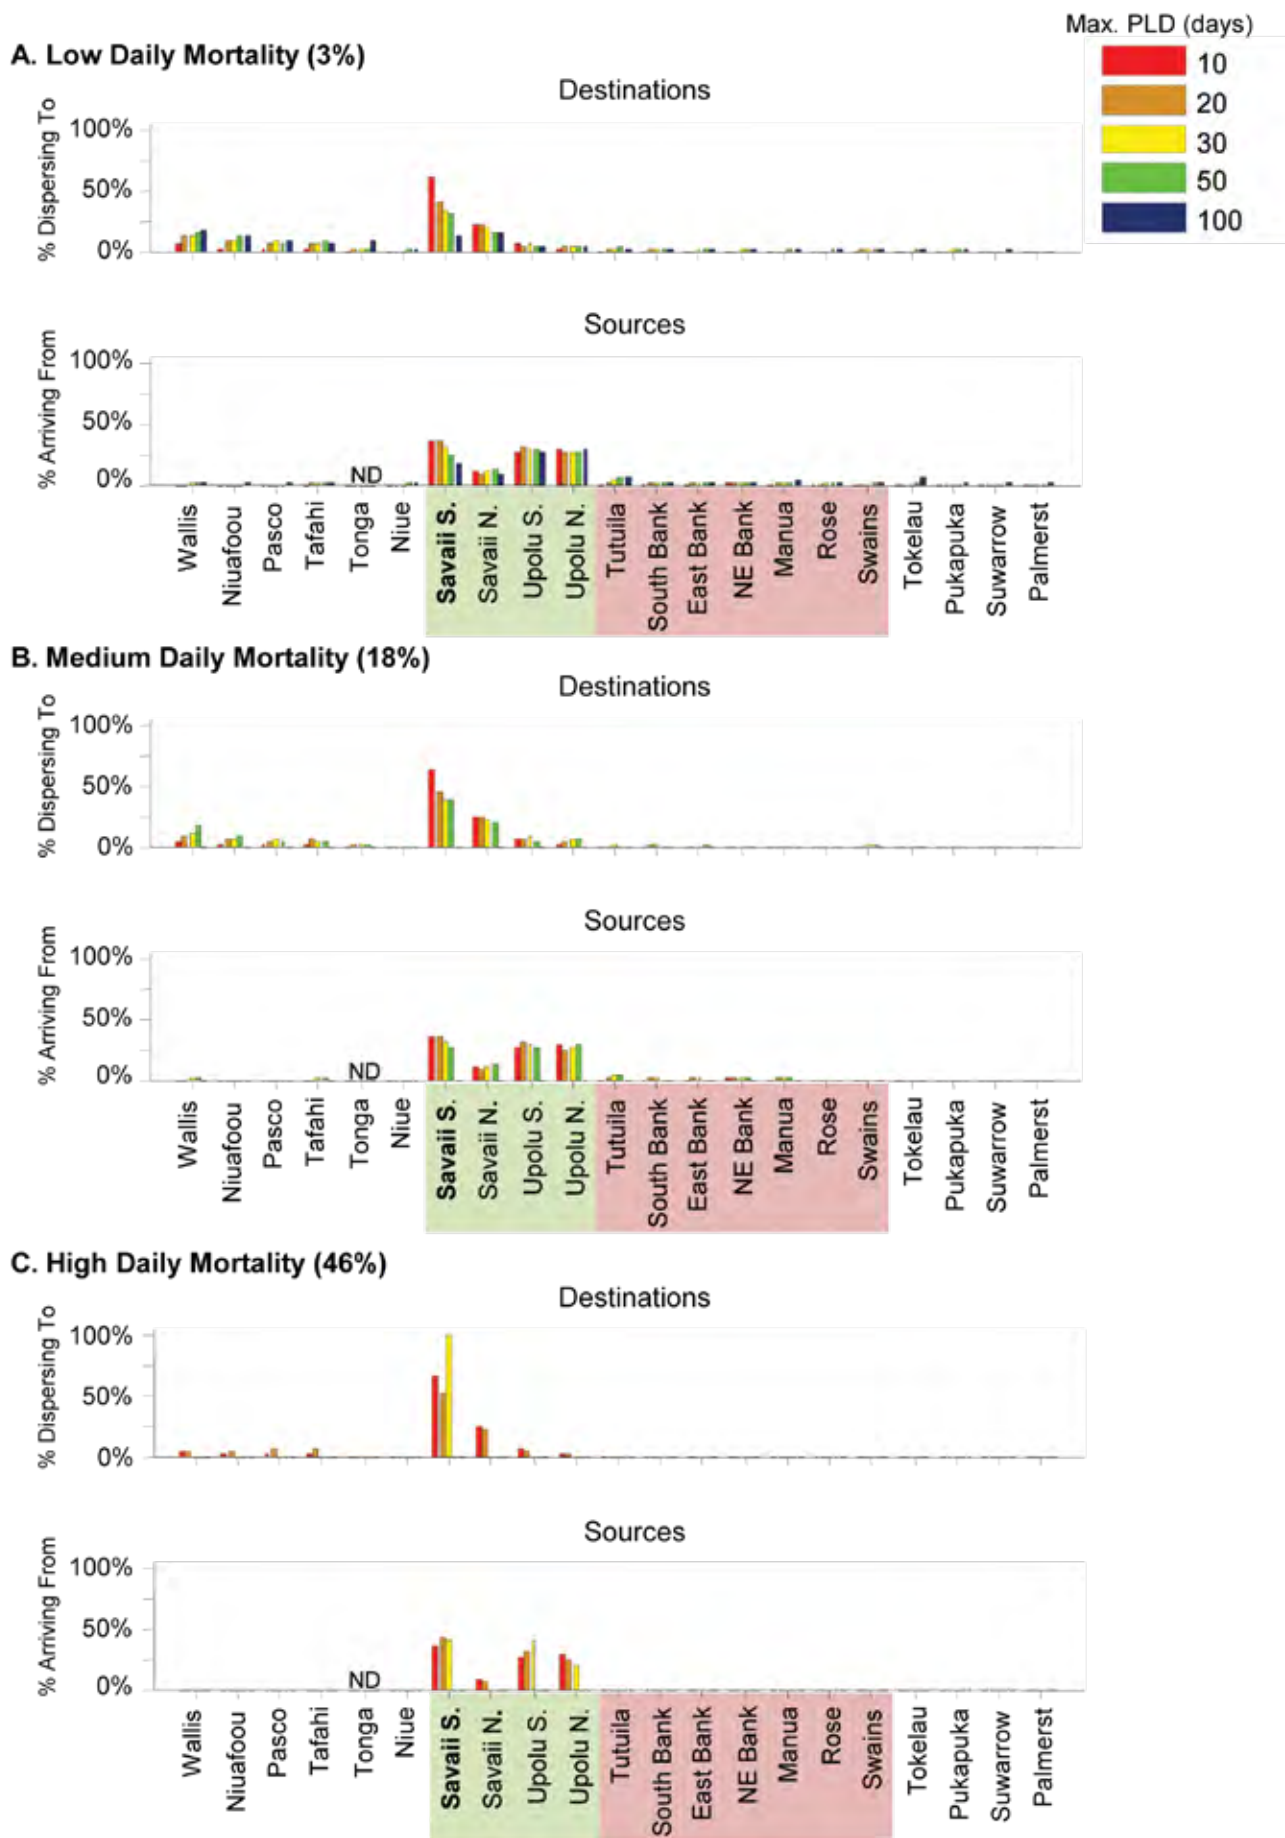 Max. PLD (days)
10
20
30
50
100
A. Low Daily Mortality (3%)
Destinations
% Dispersing To
100%
50%
0%
Sources
% Arriving From
100%
50%
0%
ND
Wallis
Niuafoou
Pasco
Tafahi
Tonga
Niue
Savaii S.
Savaii N.
Upolu S.
Upolu N.
Tutuila
South Bank
East Bank
NE Bank
Manua
Rose
Swains
Tokelau
Pukapuka
Suwarrow
Palmerst
B. Medium Daily Mortality (18%)
Destinations
% Dispersing To
100%
50%
0%
Sources
% Arriving From
100%
50%
0%
ND
Wallis
Niuafoou
Pasco
Tafahi
Tonga
Niue
Savaii S.
Savaii N.
Upolu S.
Upolu N.
Tutuila
South Bank
East Bank
NE Bank
Manua
Rose
Swains
Tokelau
Pukapuka
Suwarrow
Palmerst
C. High Daily Mortality (46%)
Destinations
% Dispersing To
100%
50%
0%
Sources
% Arriving From
100%
50%
0%
ND
Wallis
Niuafoou
Pasco
Tafahi
Tonga
Niue
Savaii S.
Savaii N.
Upolu S.
Upolu N.
Tutuila
South Bank
East Bank
NE Bank
Manua
Rose
Swains
Tokelau
Pukapuka
Suwarrow
Palmerst